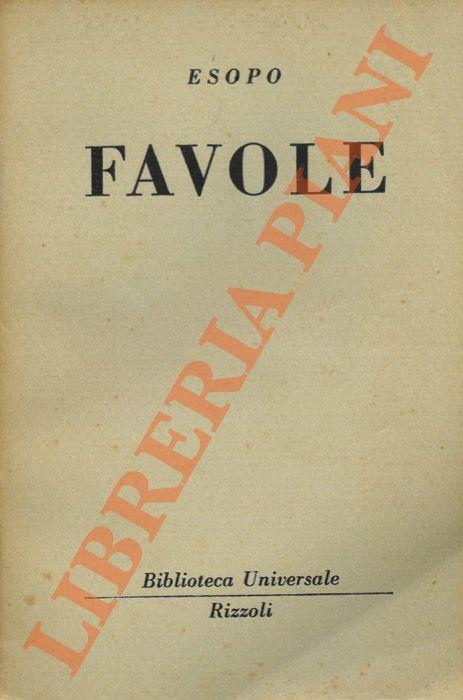 ESOPO
FAVOLE
LIBRERIA PIANI
Biblioteca Universale
Rizzoli